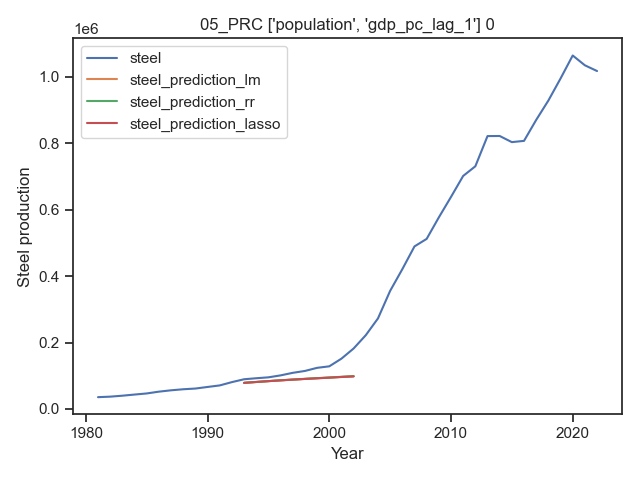 05_PRC ['population', 'gdp_pc_lag_1'] 0
1e6
steel
steel_prediction_lm
steel_prediction_rr
steel_prediction_lasso
1.0
0.8
0.6
0.4
0.2
0.0
Steel production
1980
1990
2000
2010
2020
Year